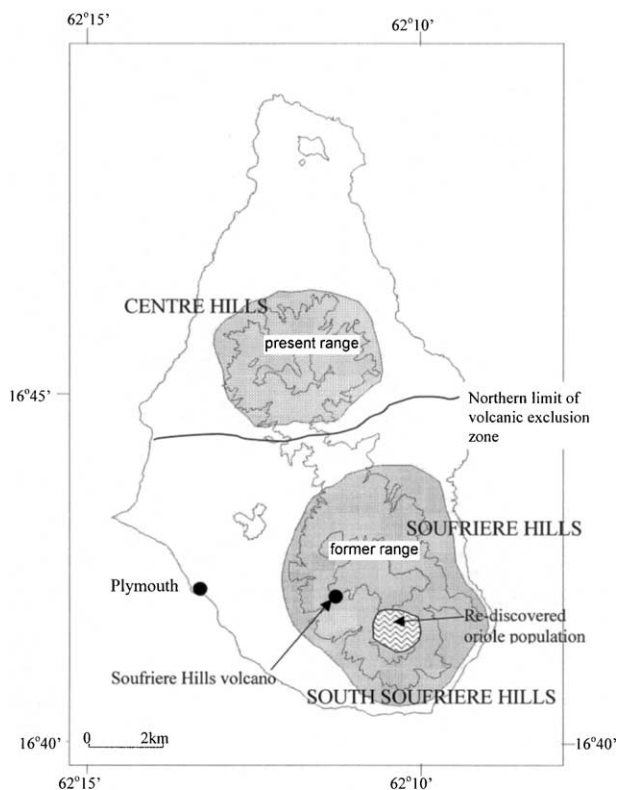 62°15'
62°10'
CENTRE HILLS
present range
16°45'
Northern limit of
volcanic exclusion
zone
SOUFRIERE HILLS
former range
Plymouth
Re-discovered
oriole population
Soufriere Hills volcano
SOUTH SOUFRIERE HILLS
0 2km
16°40'
16°40'
62°15'
62°10'